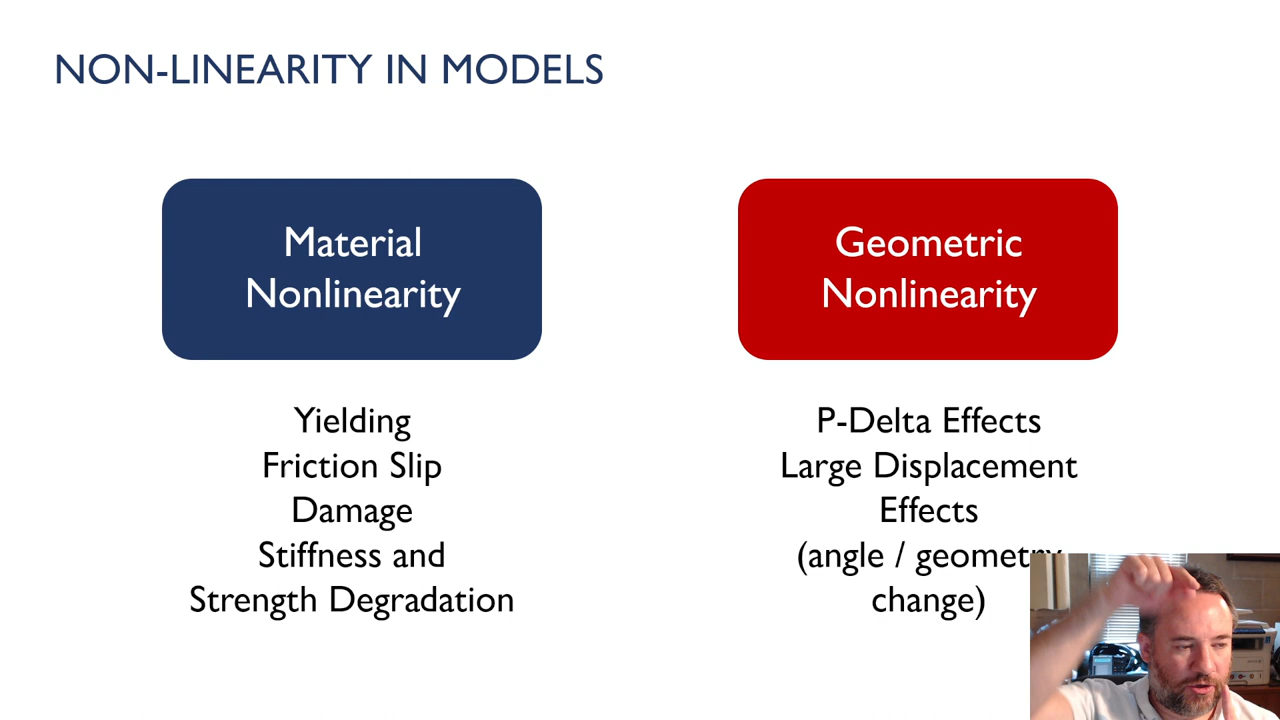 NON-LINEARITY IN MODELS
Material
Nonlinearity
Yielding
Friction Slip
Damage
Stiffness and
Strength Degradation
Geometric
Nonlinearity
P-Delta Effects
Large Displacement
Effects
(angle / geometry
change)